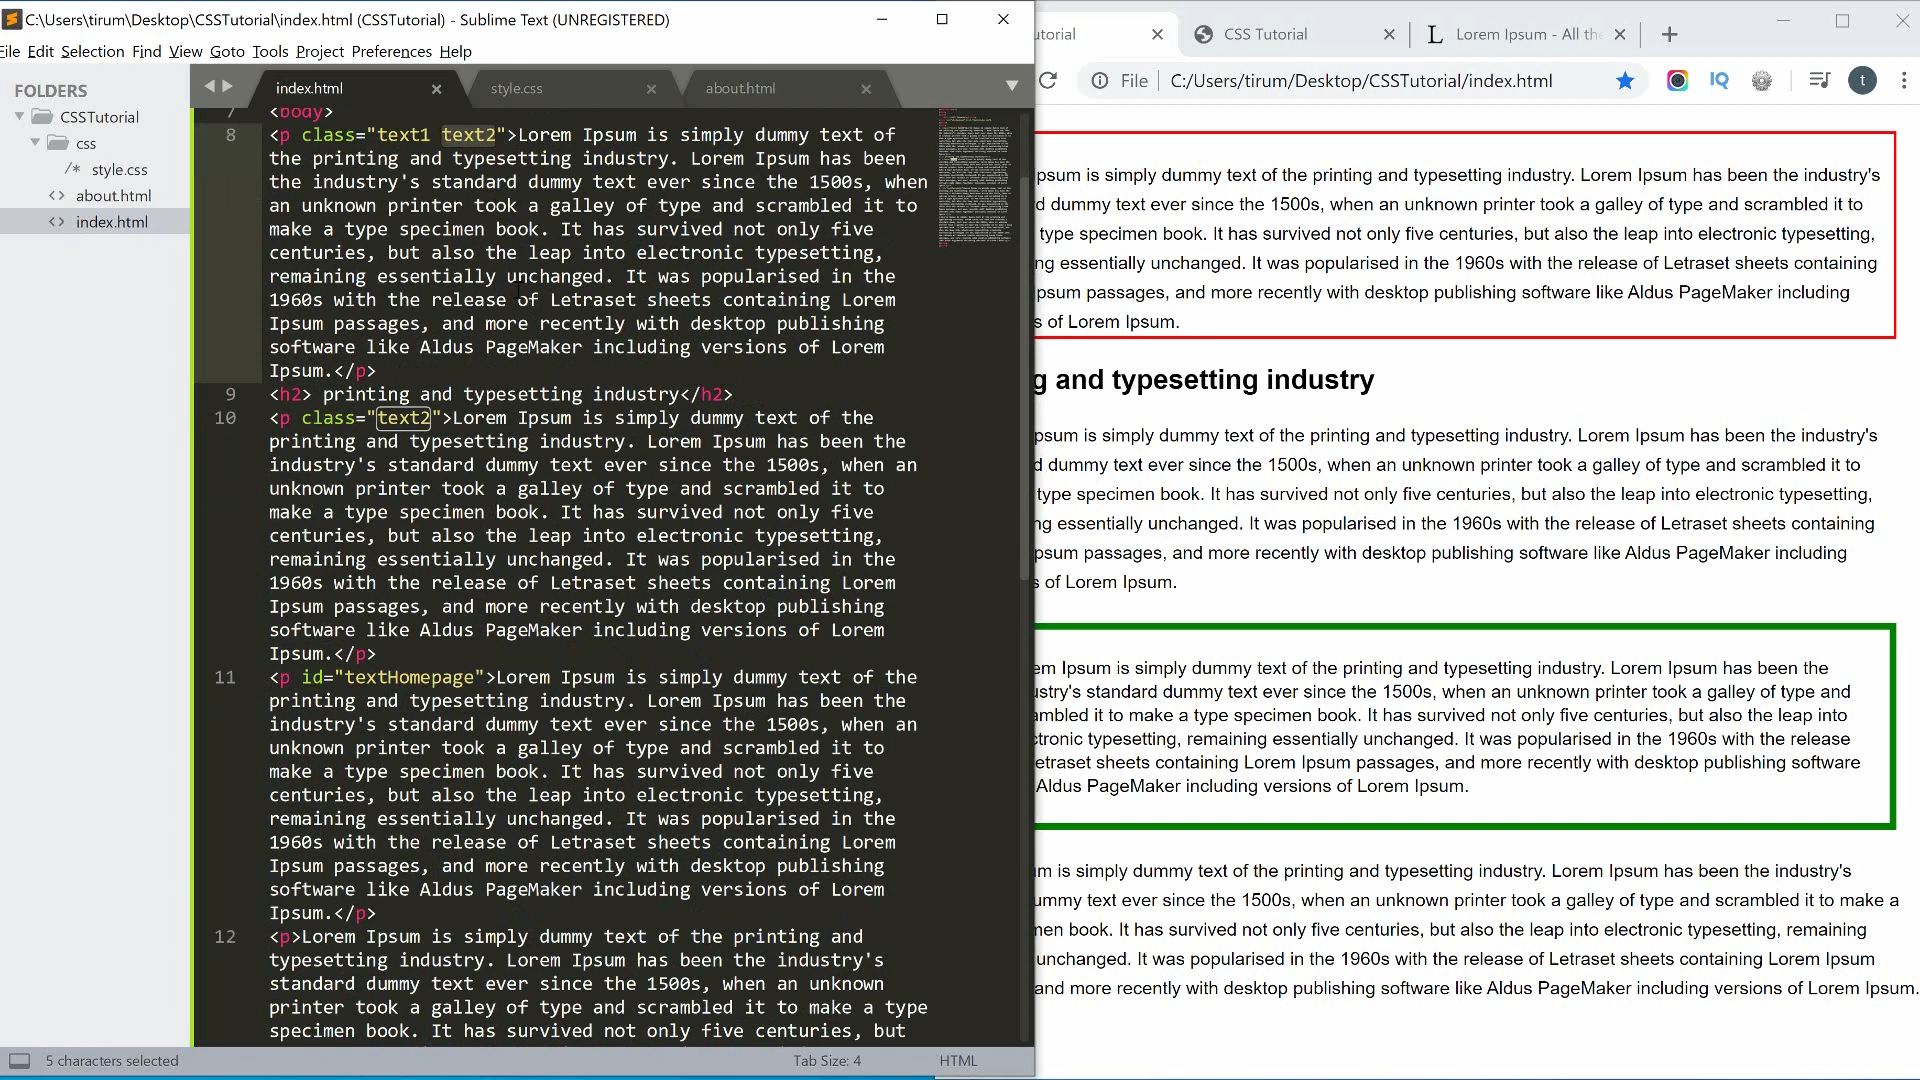 C:\Users\tirum\Desktop\CSSTutorial\index.html (CSSTutorial) - Sublime Text (UNREGISTERED)
File Edit Selection Find View Goto Tools Project Preferences Help
FOLDERS
CSSTutorial
css
/* style.css
<> about.html
<> index.html
index.html
style.css
about.html
7 <body>
8 <p class="text1 text2">Lorem Ipsum is simply dummy text of
the printing and typesetting industry. Lorem Ipsum has been
the industry's standard dummy text ever since the 1500s, when
an unknown printer took a galley of type and scrambled it to
make a type specimen book. It has survived not only five
centuries, but also the leap into electronic typesetting,
remaining essentially unchanged. It was popularised in the
1960s with the release of Letraset sheets containing Lorem
Ipsum passages, and more recently with desktop publishing
software like Aldus PageMaker including versions of Lorem
Ipsum.</p>
9 <h2> printing and typesetting industry</h2>
10 <p class="text2">Lorem Ipsum is simply dummy text of the
printing and typesetting industry. Lorem Ipsum has been the
industry's standard dummy text ever since the 1500s, when an
unknown printer took a galley of type and scrambled it to
make a type specimen book. It has survived not only five
centuries, but also the leap into electronic typesetting,
remaining essentially unchanged. It was popularised in the
1960s with the release of Letraset sheets containing Lorem
Ipsum passages, and more recently with desktop publishing
software like Aldus PageMaker including versions of Lorem
Ipsum.</p>
11 <p id="textHomepage">Lorem Ipsum is simply dummy text of the
printing and typesetting industry. Lorem Ipsum has been the
industry's standard dummy text ever since the 1500s, when an
unknown printer took a galley of type and scrambled it to
make a type specimen book. It has survived not only five
centuries, but also the leap into electronic typesetting,
remaining essentially unchanged. It was popularised in the
1960s with the release of Letraset sheets containing Lorem
Ipsum passages, and more recently with desktop publishing
software like Aldus PageMaker including versions of Lorem
Ipsum.</p>
12 <p>Lorem Ipsum is simply dummy text of the printing and
typesetting industry. Lorem Ipsum has been the industry's
standard dummy text ever since the 1500s, when an unknown
printer took a galley of type and scrambled it to make a type
specimen book. It has survived not only five centuries, but
5 characters selected
Tab Size: 4
HTML
utorial
CSS Tutorial
L Lorem Ipsum - All the
File | C:/Users/tirum/Desktop/CSSTutorial/index.html
IQ
t
psum is simply dummy text of the printing and typesetting industry. Lorem Ipsum has been the industry's
d dummy text ever since the 1500s, when an unknown printer took a galley of type and scrambled it to
type specimen book. It has survived not only five centuries, but also the leap into electronic typesetting,
ng essentially unchanged. It was popularised in the 1960s with the release of Letraset sheets containing
psum passages, and more recently with desktop publishing software like Aldus PageMaker including
s of Lorem Ipsum.
g and typesetting industry
psum is simply dummy text of the printing and typesetting industry. Lorem Ipsum has been the industry's
d dummy text ever since the 1500s, when an unknown printer took a galley of type and scrambled it to
type specimen book. It has survived not only five centuries, but also the leap into electronic typesetting,
ng essentially unchanged. It was popularised in the 1960s with the release of Letraset sheets containing
psum passages, and more recently with desktop publishing software like Aldus PageMaker including
s of Lorem Ipsum.
em Ipsum is simply dummy text of the printing and typesetting industry. Lorem Ipsum has been the
ustry's standard dummy text ever since the 1500s, when an unknown printer took a galley of type and
ambled it to make a type specimen book. It has survived not only five centuries, but also the leap into
ctronic typesetting, remaining essentially unchanged. It was popularised in the 1960s with the release
etraset sheets containing Lorem Ipsum passages, and more recently with desktop publishing software
Aldus PageMaker including versions of Lorem Ipsum.
m is simply dummy text of the printing and typesetting industry. Lorem Ipsum has been the industry's
ummy text ever since the 1500s, when an unknown printer took a galley of type and scrambled it to make a
men book. It has survived not only five centuries, but also the leap into electronic typesetting, remaining
unchanged. It was popularised in the 1960s with the release of Letraset sheets containing Lorem Ipsum
and more recently with desktop publishing software like Aldus PageMaker including versions of Lorem Ipsum.